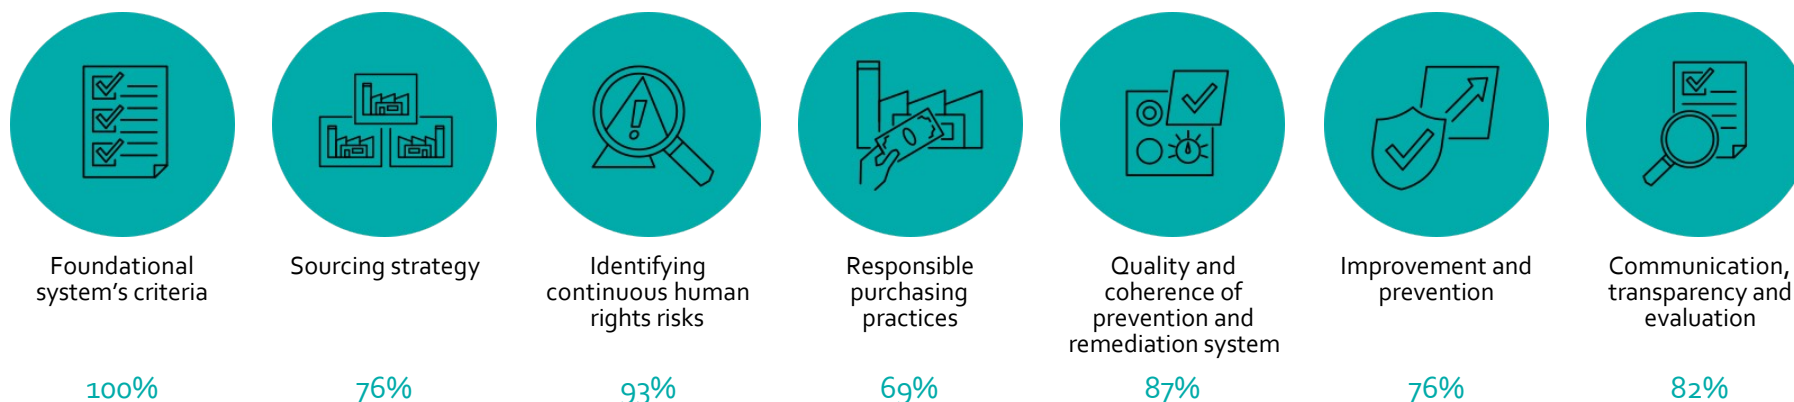 Foundational
system's criteria
100%
Sourcing strategy
76%
Identifying
continuous human
rights risks
93%
Responsible
purchasing
practices
69%
Quality and
coherence of
prevention and
remediation system
87%
Improvement and
prevention
76%
Communication,
transparency and
evaluation
82%